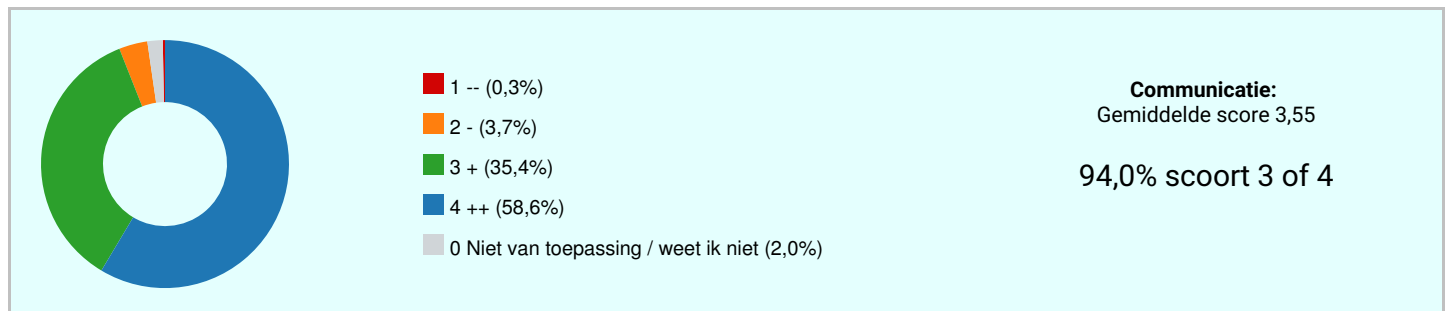 1 -- (0,3%)
2 - (3,7%)
3 + (35,4%)
4 ++ (58,6%)
0 Niet van toepassing / weet ik niet (2,0%)
Communicatie:
Gemiddelde score 3,55
94,0% scoort 3 of 4